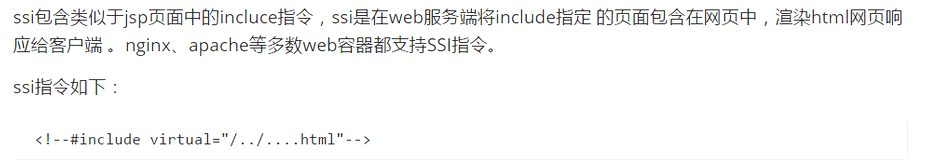 ssi包含类似于jsp页面中的incluce指令，ssi是在web服务端将include指定 的页面包含在网页中，渲染html网页响
应给客户端 。nginx、apache等多数web容器都支持SSI指令。
ssi指令如下：
<!--#include virtual="/../....html"-->